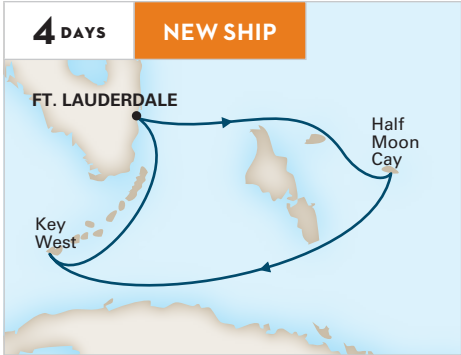 4 DAYS
NEW SHIP
FT. LAUDERDALE
Half
Moon
Cay
Key
West